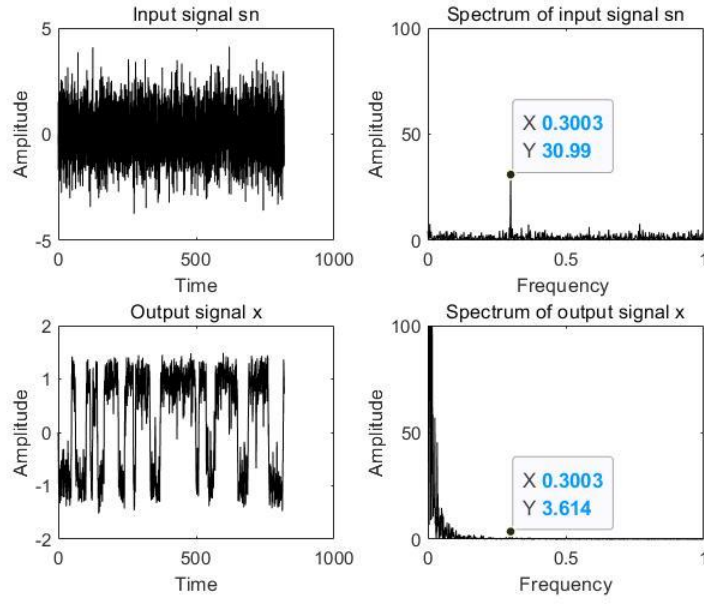 Input signal sn
5
0
-5
Amplitude
0
500
1000
Time
Spectrum of input signal sn
100
50
0
Amplitude
X 0.3003
Y 30.99
0
0.5
1
Frequency
Output signal x
2
1
0
-1
-2
Amplitude
0
500
1000
Time
Spectrum of output signal x
100
50
0
Amplitude
X 0.3003
Y 3.614
0
0.5
1
Frequency